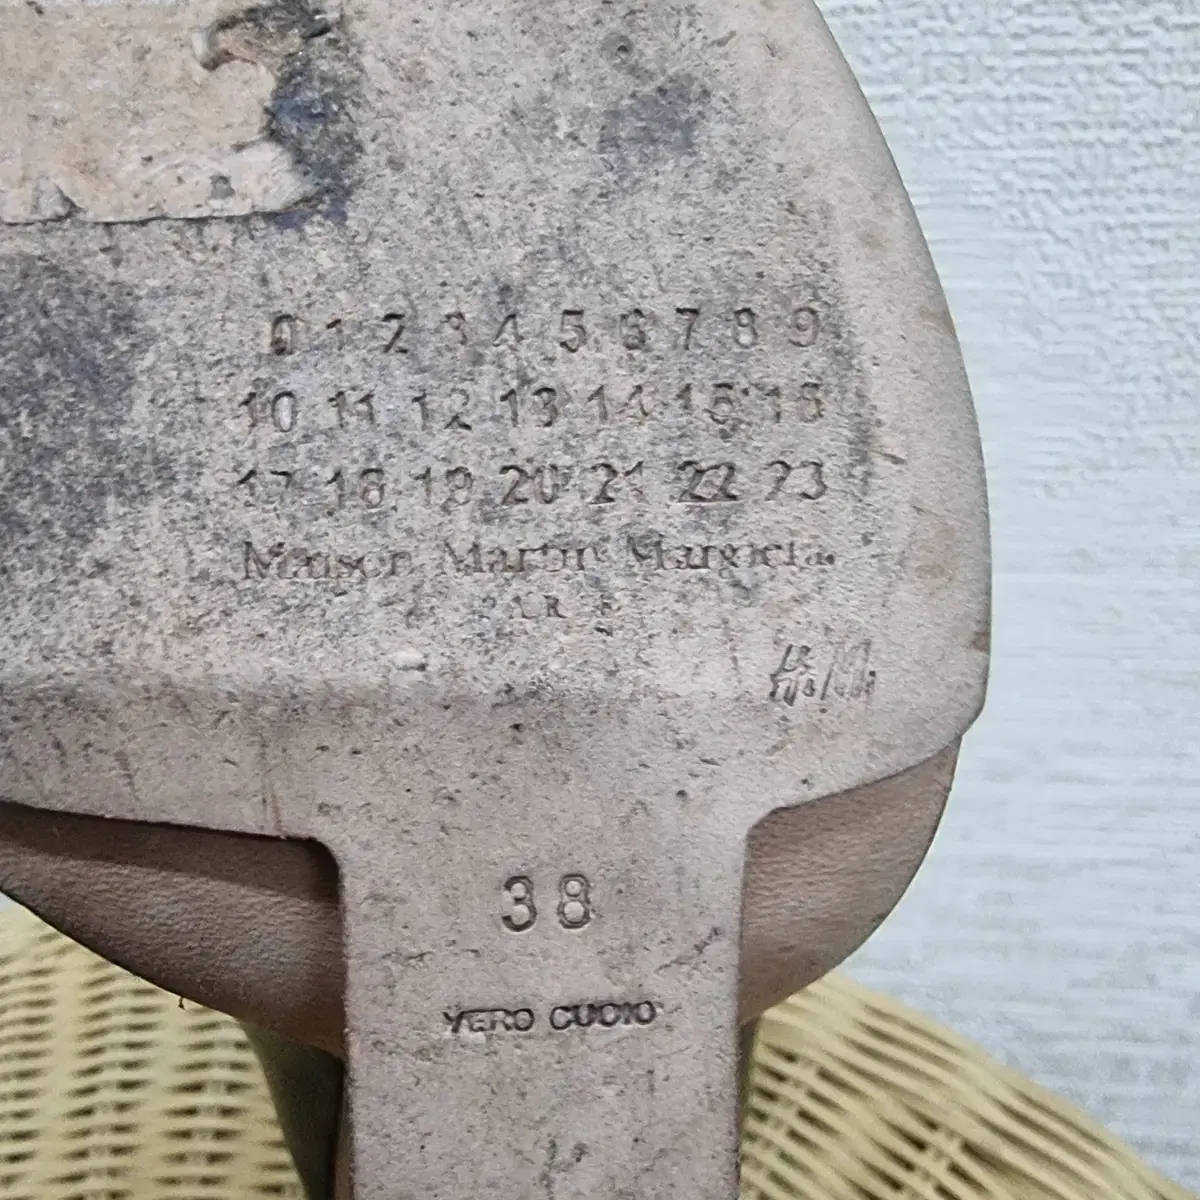 0 1 2 3 4 5 6 7 8 9
10 11 12 13 14 15 16
17 18 19 20 21 22 23
Maison Martin Margiela
38
VERO CUOIO